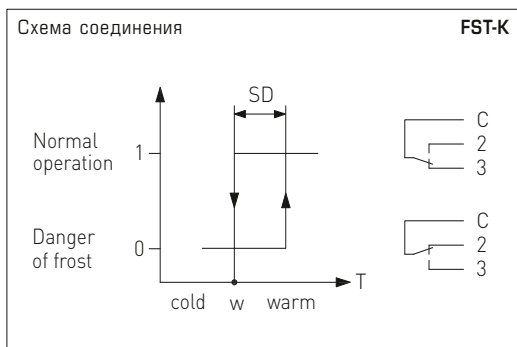 Схема соединения FST-K
SD
Normal
operation
1
C
2
3
Danger
of frost
0
C
2
3
T
cold w warm